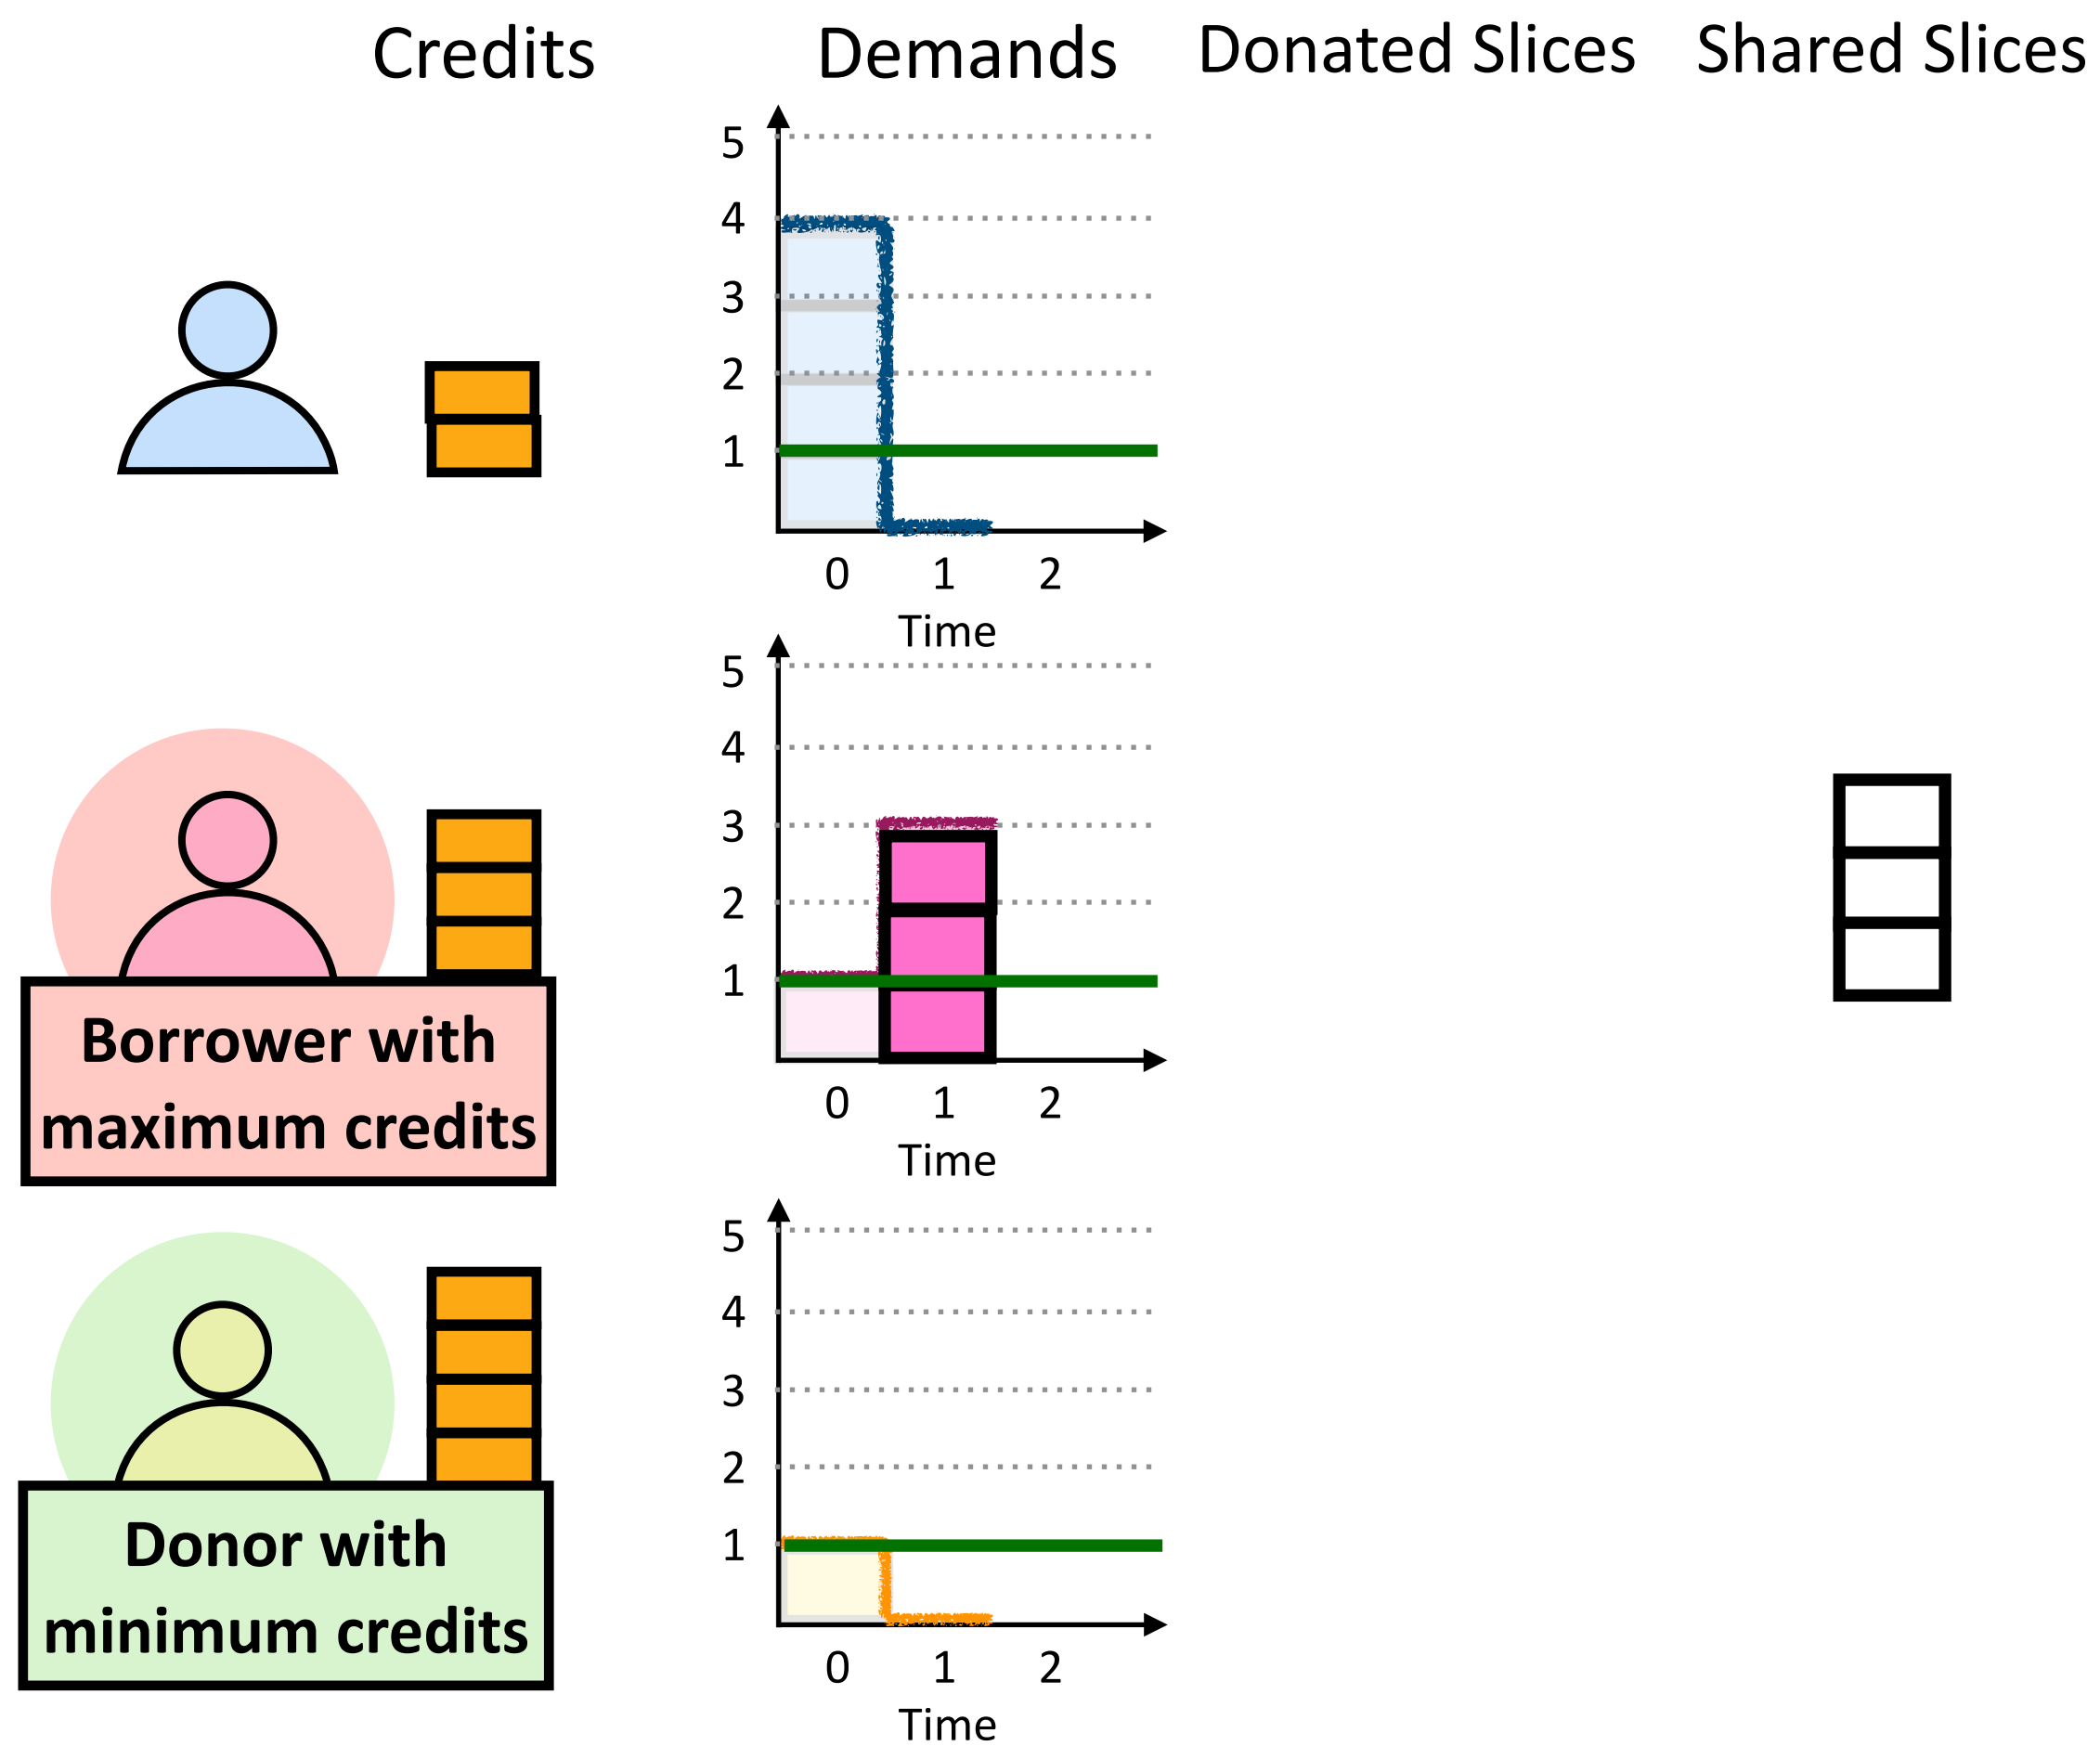 Credits
Demands
Donated Slices
Shared Slices
5
4
3
2
1
0 1 2
Time
5
4
3
2
1
0 1 2
Time
Borrower with
maximum credits
5
4
3
2
1
0 1 2
Time
Donor with
minimum credits